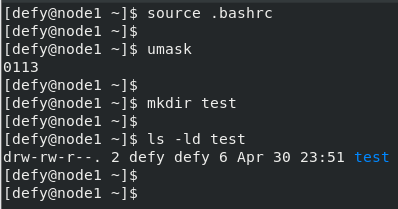 [defy@node1 ~]$ source .bashrc
[defy@node1 ~]$
[defy@node1 ~]$ umask
0113
[defy@node1 ~]$
[defy@node1 ~]$ mkdir test
[defy@node1 ~]$
[defy@node1 ~]$ ls -ld test
drw-rw-r--. 2 defy defy 6 Apr 30 23:51 test
[defy@node1 ~]$
[defy@node1 ~]$